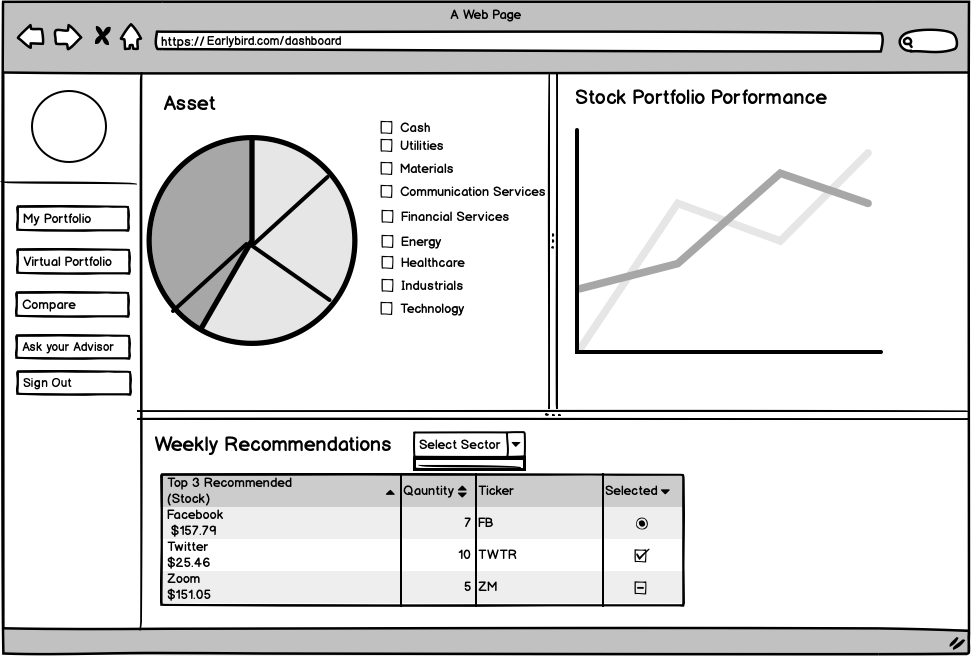 A Web Page
https:// Earlybird.com/dashboard
My Portfolio
Virtual Portfolio
Compare
Ask your Advisor
Sign Out
Asset
Cash
Utilities
Materials
Communication Services
Financial Services
Energy
Healthcare
Industrials
Technology
Stock Portfolio Porformance
Weekly Recommendations
Select Sector
Top 3 Recommended
(Stock)
Qauntity
Ticker
Selected
Facebook
$157.79
7
FB
Twitter
$25.46
10
TWTR
Zoom
$151.05
5
ZM